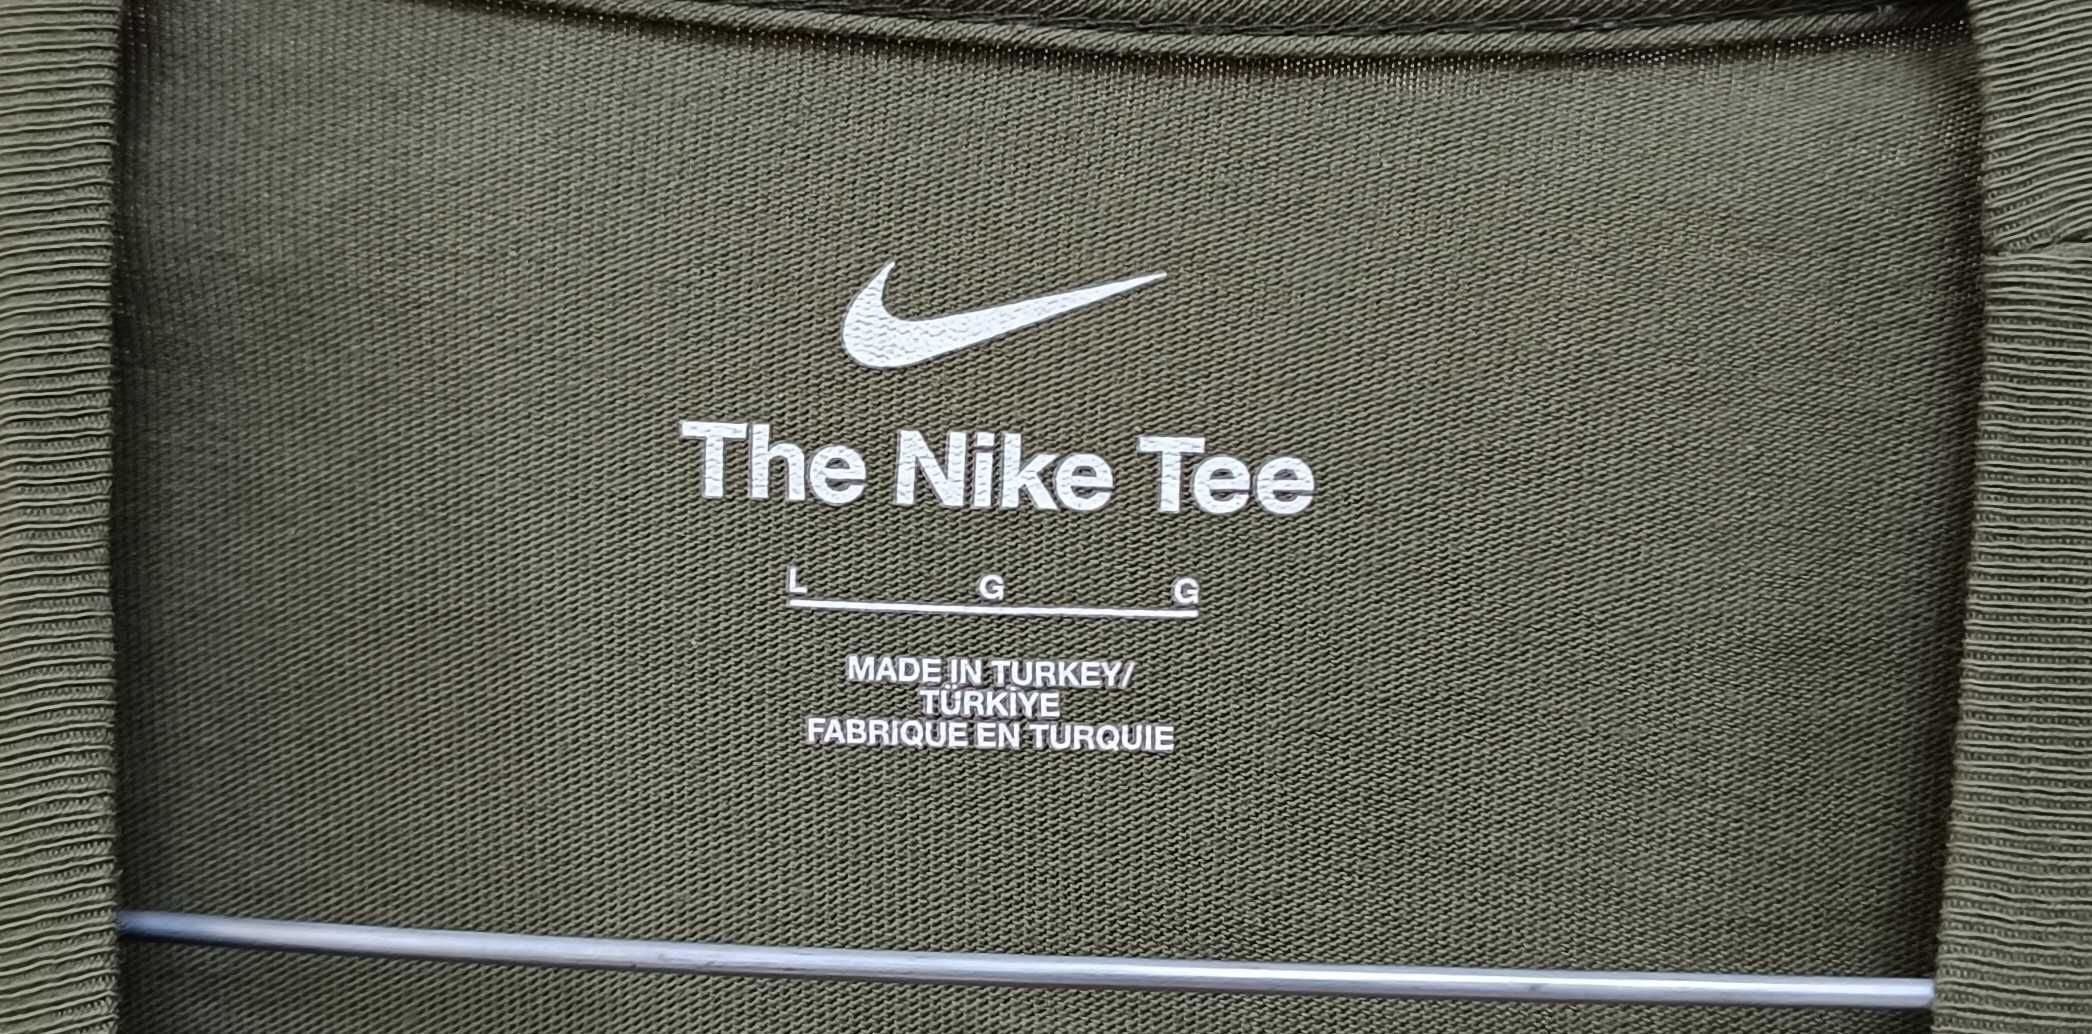 The Nike Tee
L G G
MADE IN TURKEY/
TÜRKİYE
FABRIQUE EN TURQUIE